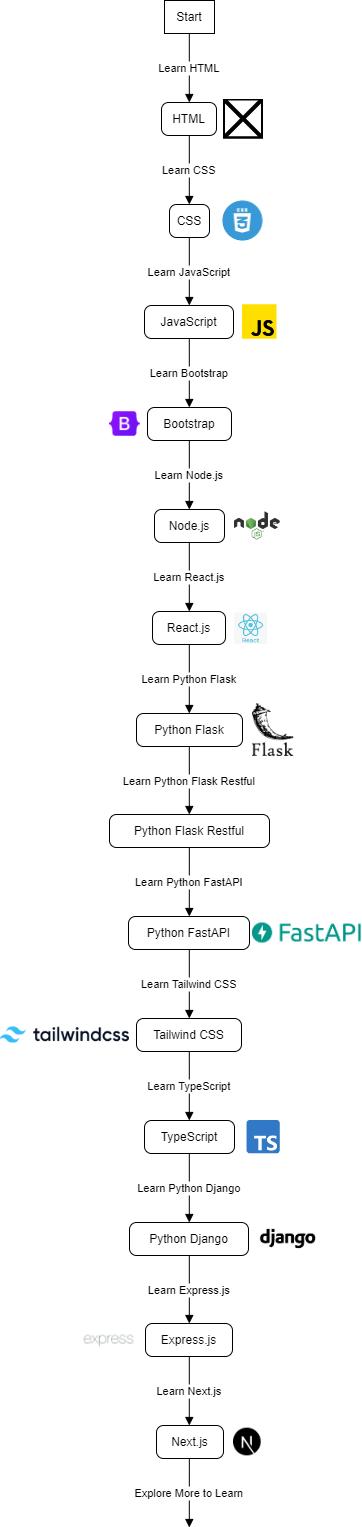 Start
Learn HTML
HTML
Learn CSS
CSS
CSS
3
Learn JavaScript
JavaScript
JS
Learn Bootstrap
B
Bootstrap
Learn Node.js
Node.js
node
JS
Learn React.js
React.js
React
Learn Python Flask
Python Flask
Flask
Learn Python Flask Restful
Python Flask Restful
Learn Python FastAPI
Python FastAPI
FastAPI
Learn Tailwind CSS
tailwindcss
Tailwind CSS
Learn TypeScript
TypeScript
TS
Learn Python Django
Python Django
django
Learn Express.js
express
Express.js
Learn Next.js
Next.js
N
Explore More to Learn